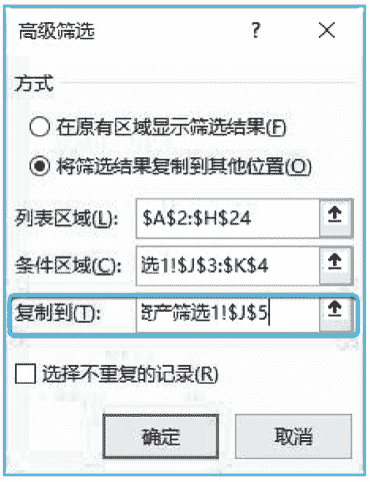 高级筛选 ?
方式
在原有区域显示筛选结果(F)
将筛选结果复制到其他位置(O)
列表区域(L): $A$2:$H$24
条件区域(C): 选1!$J$3:$K$4
复制到(T): 资产筛选1!$J$5
选择不重复的记录(R)
确定 取消